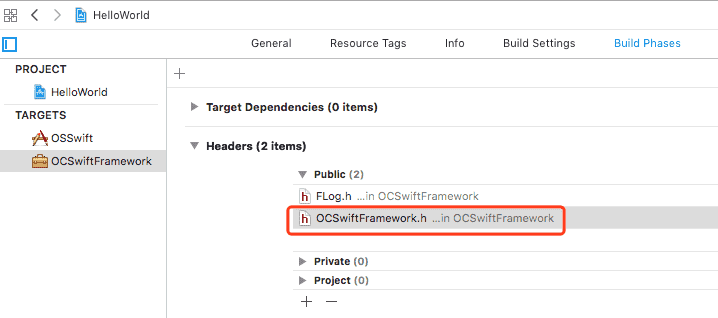 HelloWorld
General Resource Tags Info Build Settings Build Phases
PROJECT
HelloWorld
TARGETS
OSSwift
OCSwiftFramework
+
Target Dependencies (0 items)
Headers (2 items)
Public (2)
FLog.h ...in OCSwiftFramework
OCSwiftFramework.h ...in OCSwiftFramework
Private (0)
Project (0)
+ −